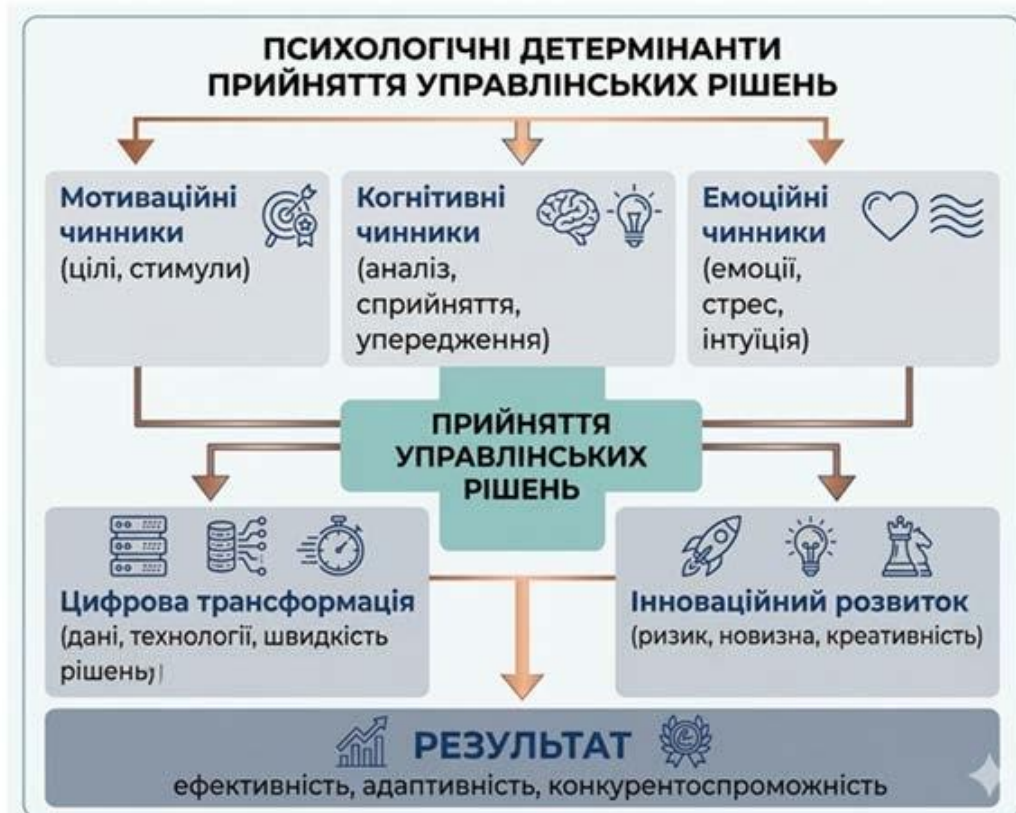 ПСИХОЛОГІЧНІ ДЕТЕРМІНАНТИ
ПРИЙНЯТТЯ УПРАВЛІНСЬКИХ РІШЕНЬ
Мотиваційні
чинники
(цілі, стимули)
Когнітивні
чинники
(аналіз,
сприйняття,
упередження)
Емоційні
чинники
(емоції,
стрес,
інтуїція)
ПРИЙНЯТТЯ
УПРАВЛІНСЬКИХ
РІШЕНЬ
Цифрова трансформація
(дані, технології, швидкість
рішень)
Інноваційний розвиток
(ризик, новизна, креативність)
РЕЗУЛЬТАТ
ефективність, адаптивність, конкурентоспроможність